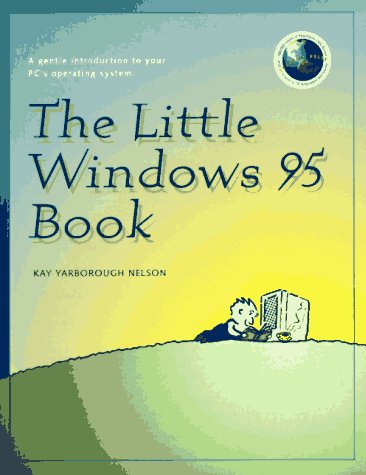 A gentle introduction to your
PC's operating system
The Little
Windows 95
Book
KAY YARBOROUGH NELSON